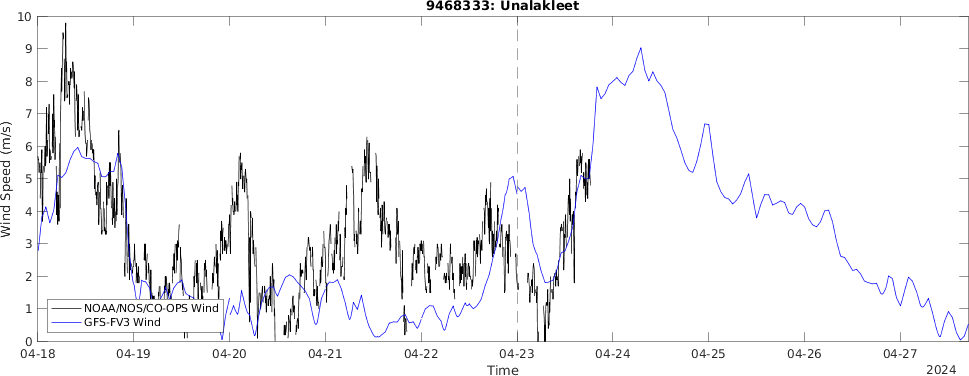 9468333: Unalakleet
10
9
8
7
6
5
4
3
2
1
0
Wind Speed (m/s)
NOAA/NOS/CO-OPS Wind
GFS-FV3 Wind
04-18 04-19 04-20 04-21 04-22 04-23 04-24 04-25 04-26 04-27
Time
2024